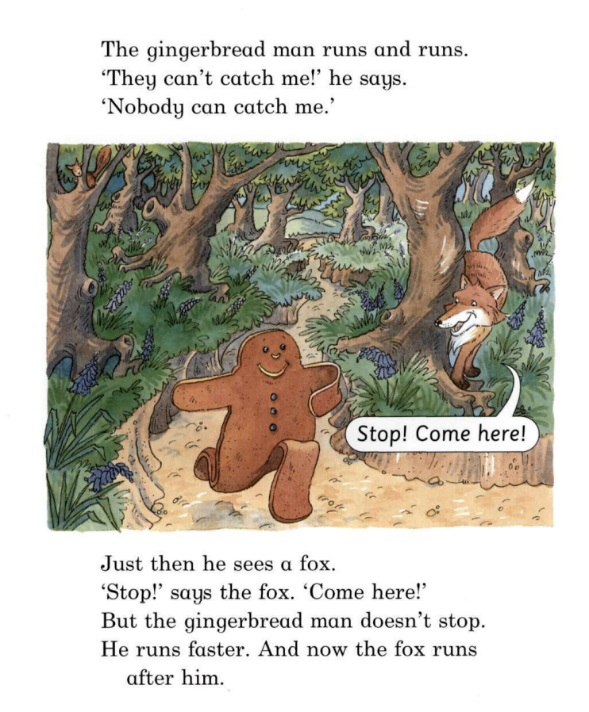 The gingerbread man runs and runs.
‘They can’t catch me!’ he says.
‘Nobody can catch me.’
Stop! Come here!
Just then he sees a fox.
‘Stop!’ says the fox. ‘Come here!’
But the gingerbread man doesn’t stop.
He runs faster. And now the fox runs
after him.